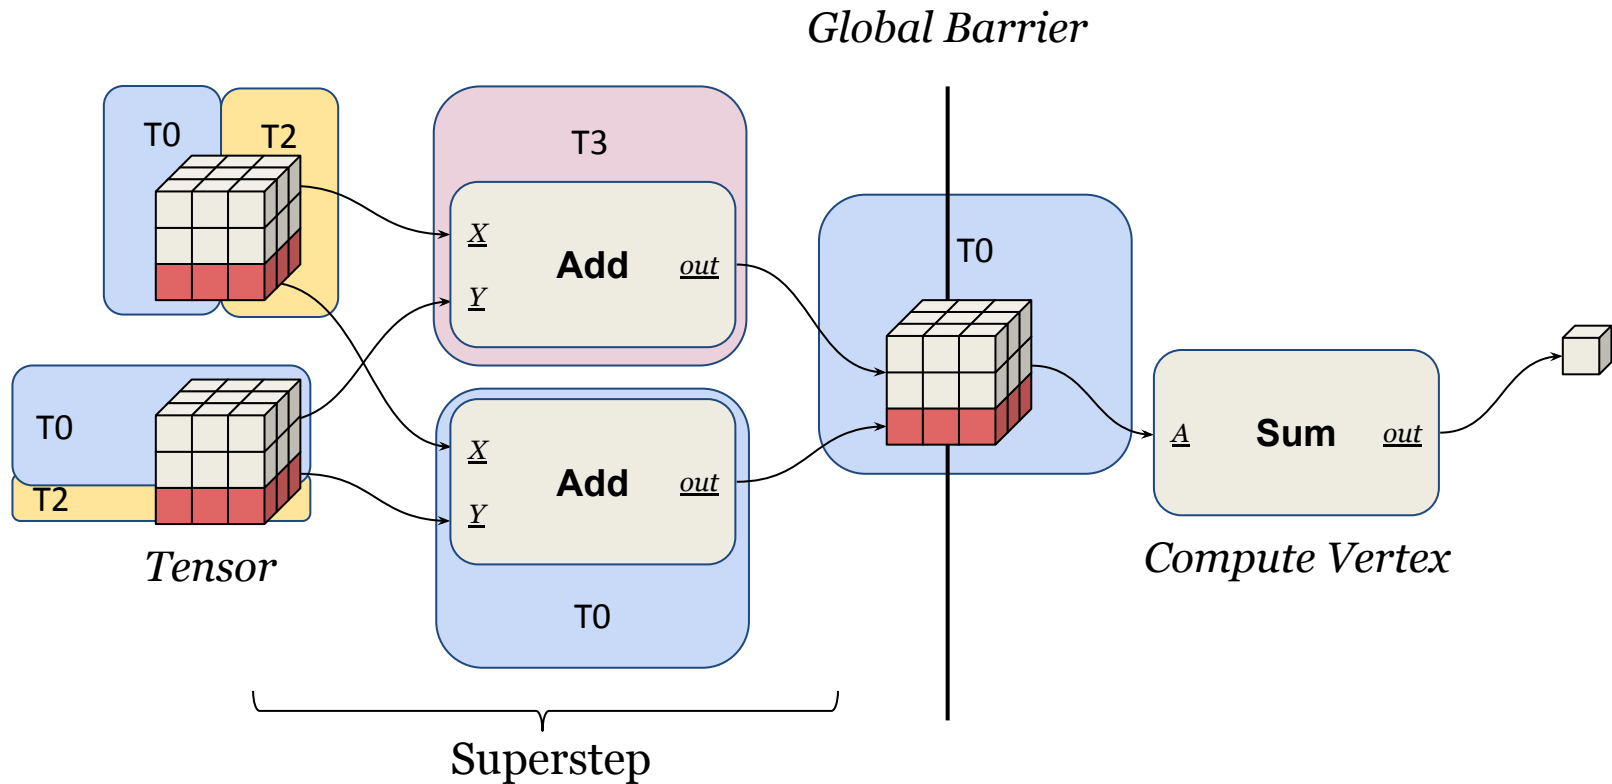 Global Barrier
T0
T2
T3
X
Y
Add
out
T0
T0
T2
Tensor
X
Y
Add
out
T0
A
Sum
out
Compute Vertex
Superstep